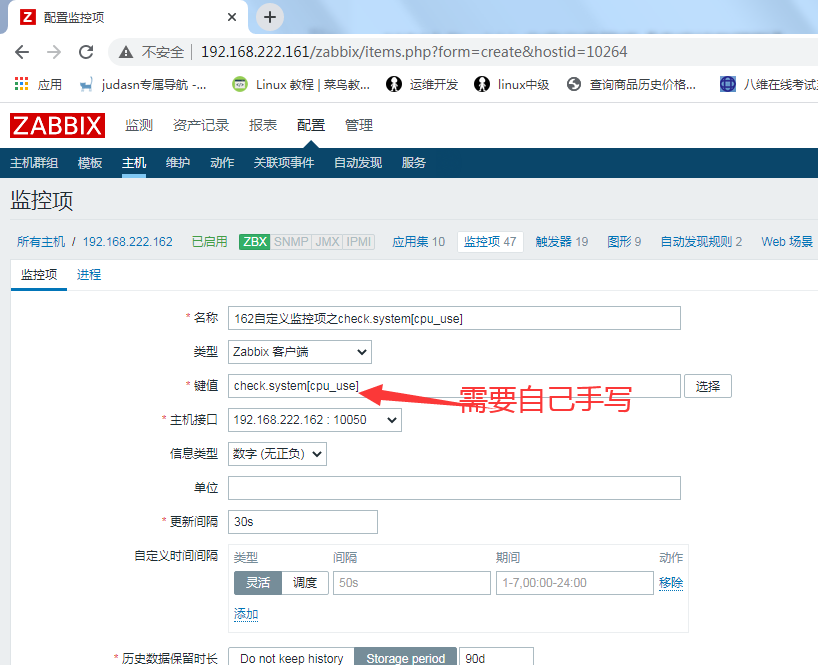 Z 配置监控项
不安全 192.168.222.161/zabbix/items.php?form=create&hostid=10264
应用 judasn专属导航 -... Linux 教程 | 菜鸟教... 运维开发 linux中级 查询商品历史价格... 八维在线考试
ZABBIX 监测 资产记录 报表 配置 管理
主机群组 模板 主机 维护 动作 关联项事件 自动发现 服务
监控项
所有主机 / 192.168.222.162 已启用 ZBX SNMP JMX IPMI 应用集 10 监控项 47 触发器 19 图形 9 自动发现规则 2 Web 场景
监控项 进程
* 名称 162自定义监控项之check.system[cpu_use]
类型 Zabbix 客户端
* 键值 check.system[cpu_use] 选择
需要自己手写
* 主机接口 192.168.222.162 : 10050
信息类型 数字 (无正负)
单位
* 更新间隔 30s
自定义时间间隔 类型 间隔 期间 动作
灵活 调度 50s 1-7,00:00-24:00 移除
添加
* 历史数据保留时长 Do not keep history Storage period 90d